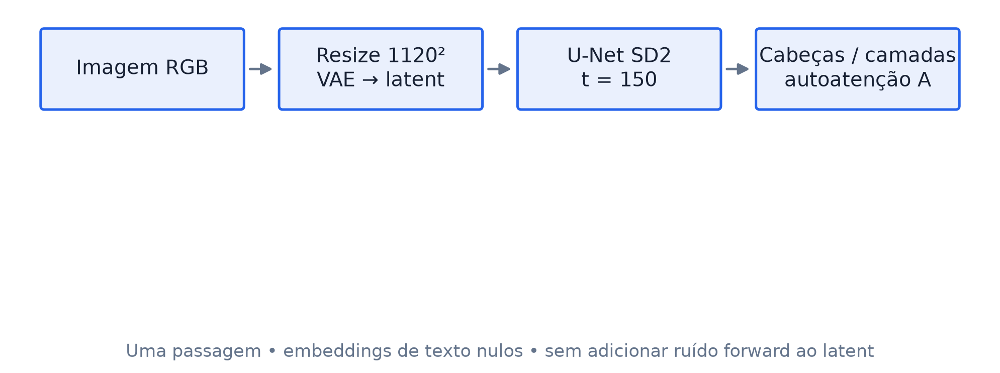 Imagem RGB
Resize 1120²
VAE → latent
U-Net SD2
t = 150
Cabeças / camadas
autoatenção A
Uma passagem • embeddings de texto nulos • sem adicionar ruído forward ao latent